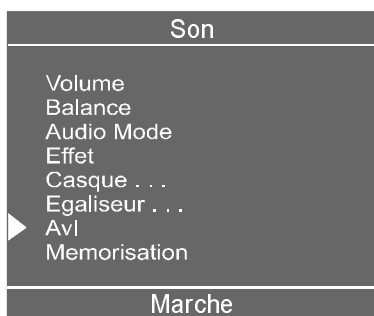 Son
Volume
Balance
Audio Mode
Effet
Casque . . .
Egaliseur . . .
Avl
Memorisation
Marche